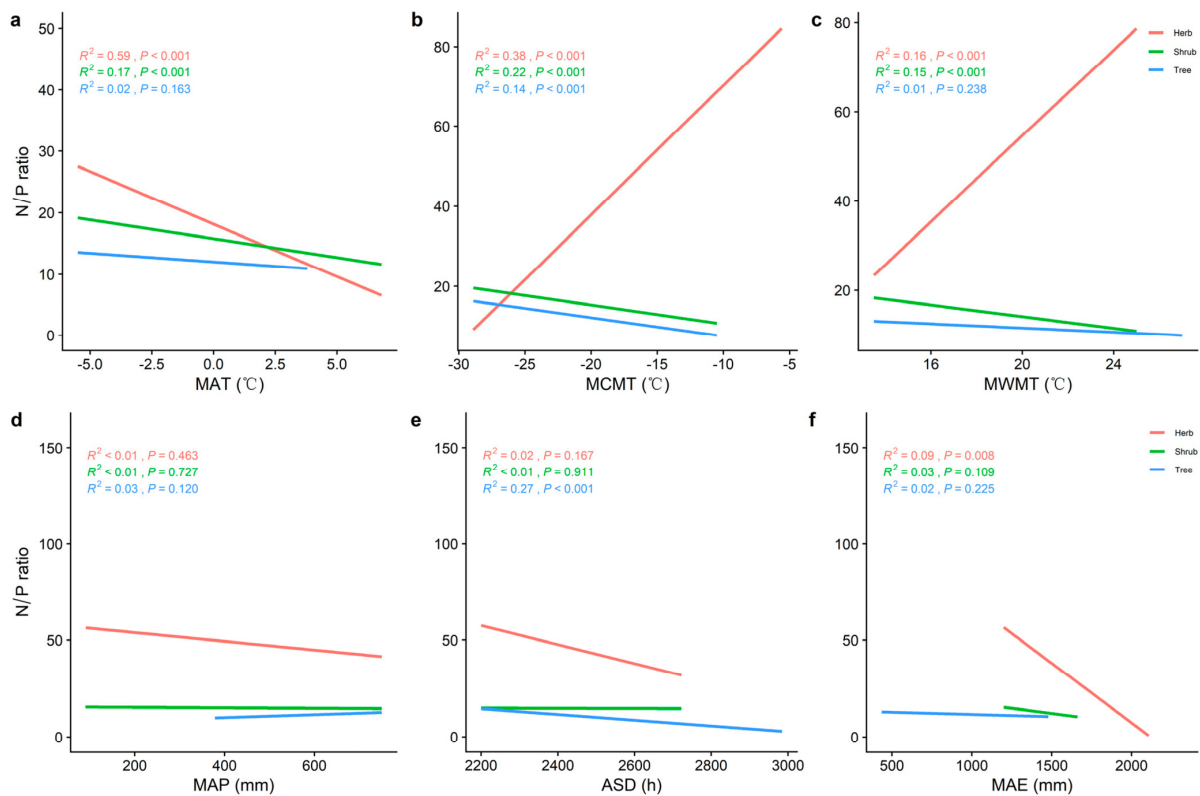 a
50
40
30
20
10
0
N/P ratio
R² = 0.59 , P < 0.001
R² = 0.17 , P < 0.001
R² = 0.02 , P = 0.163
-5.0 -2.5 0.0 2.5 5.0
MAT (℃)
b
80
60
40
20
R² = 0.38 , P < 0.001
R² = 0.22 , P < 0.001
R² = 0.14 , P < 0.001
-30 -25 -20 -15 -10 -5
MCMT (℃)
c
80
60
40
20
R² = 0.16 , P < 0.001
R² = 0.15 , P < 0.001
R² = 0.01 , P = 0.238
Herb
Shrub
Tree
16 20 24
MWMT (℃)
d
150
100
50
0
N/P ratio
R² < 0.01 , P = 0.463
R² < 0.01 , P = 0.727
R² = 0.03 , P = 0.120
200 400 600
MAP (mm)
e
150
100
50
0
R² = 0.02 , P = 0.167
R² < 0.01 , P = 0.911
R² = 0.27 , P < 0.001
2200 2400 2600 2800 3000
ASD (h)
f
150
100
50
0
R² = 0.09 , P = 0.008
R² = 0.03 , P = 0.109
R² = 0.02 , P = 0.225
Herb
Shrub
Tree
500 1000 1500 2000
MAE (mm)